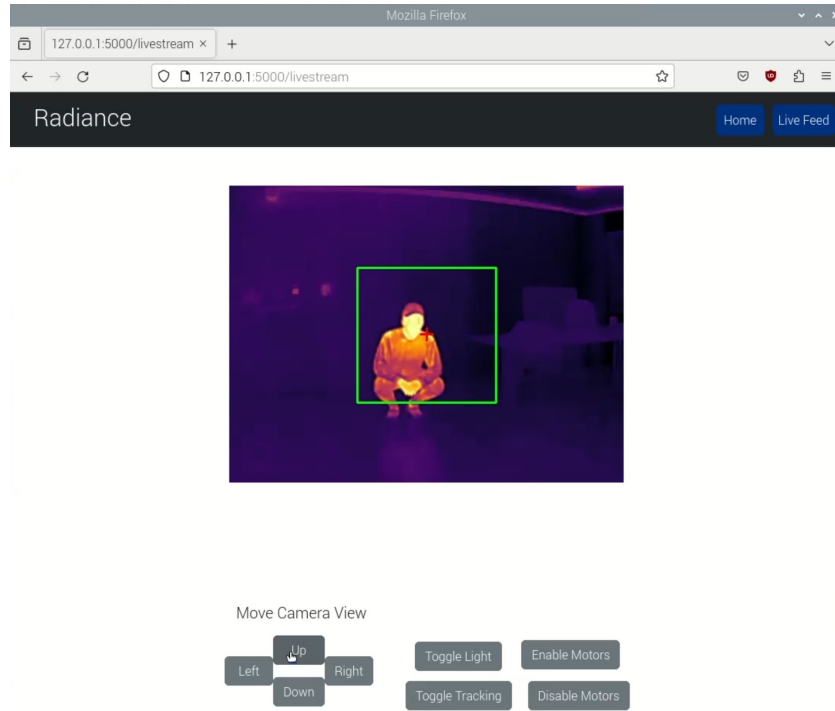 Mozilla Firefox
127.0.0.1:5000/livestream × +
127.0.0.1:5000/livestream
Radiance Home Live Feed
Move Camera View
Up
Left Right
Down
Toggle Light Enable Motors
Toggle Tracking Disable Motors